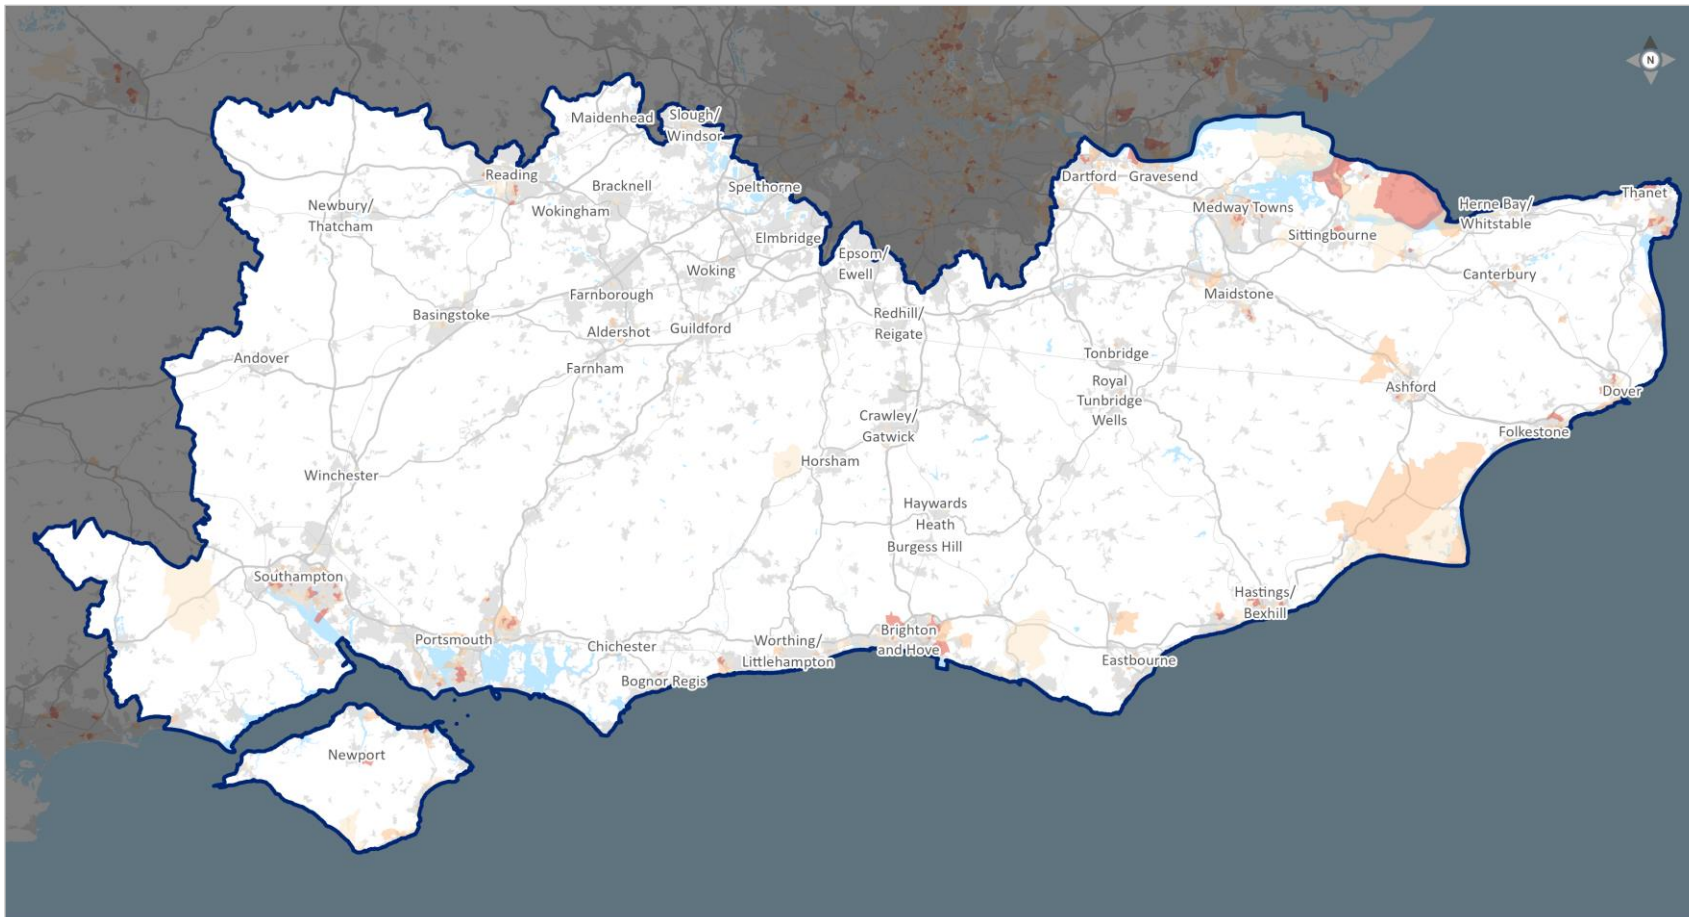 N
Maidenhead
Slough/
Windsor
Reading
Bracknell
Spelthorne
Dartford
Gravesend
Thanet
Newbury/
Thatcham
Wokingham
Medway Towns
Herne Bay/
Whitstable
Elmbridge
Sittingbourne
Epsom/
Ewell
Woking
Canterbury
Farnborough
Maidstone
Basingstoke
Aldershot
Guildford
Redhill/
Reigate
Andover
Farnham
Tonbridge
Royal
Tunbridge
Wells
Ashford
Dover
Crawley/
Gatwick
Folkestone
Winchester
Horsham
Haywards
Heath
Burgess Hill
Southampton
Hastings/
Bexhill
Portsmouth
Chichester
Worthing/
Littlehampton
Brighton
and Hove
Eastbourne
Bognor Regis
Newport